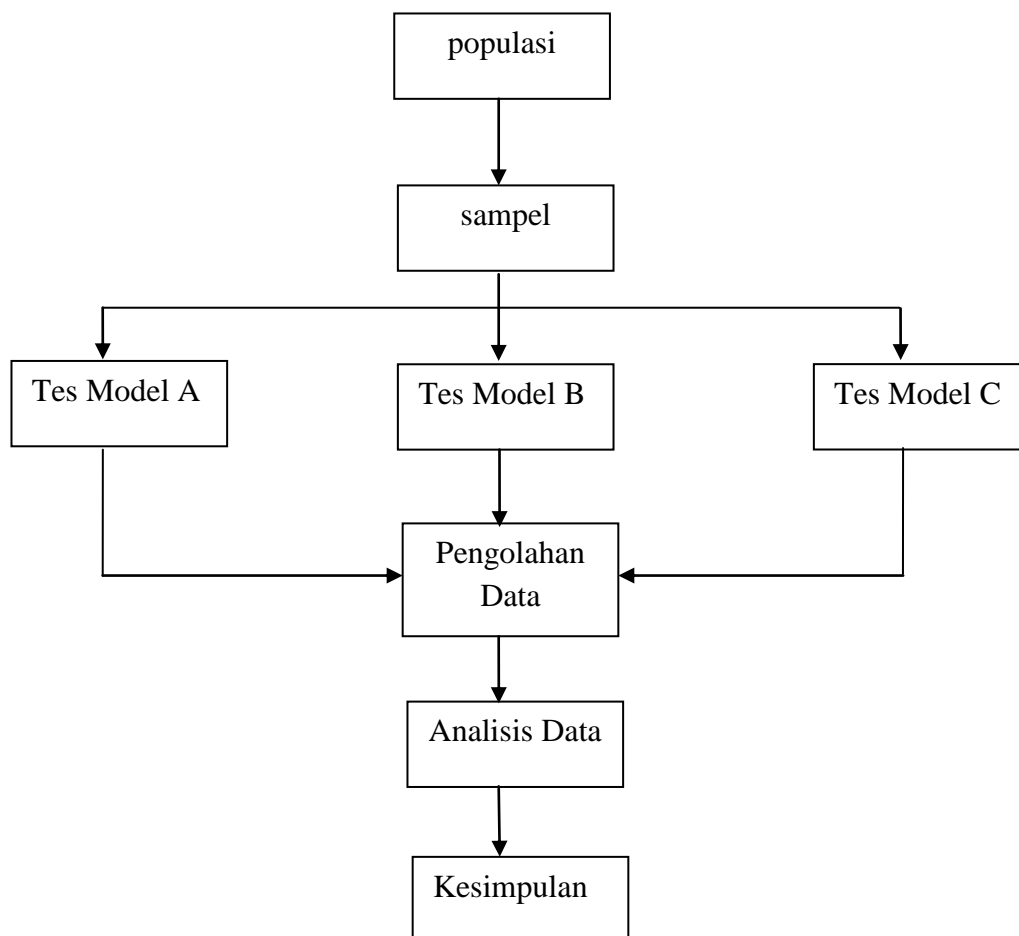 populasi
sampel
Tes Model A
Tes Model B
Tes Model C
Pengolahan
Data
Analisis Data
Kesimpulan